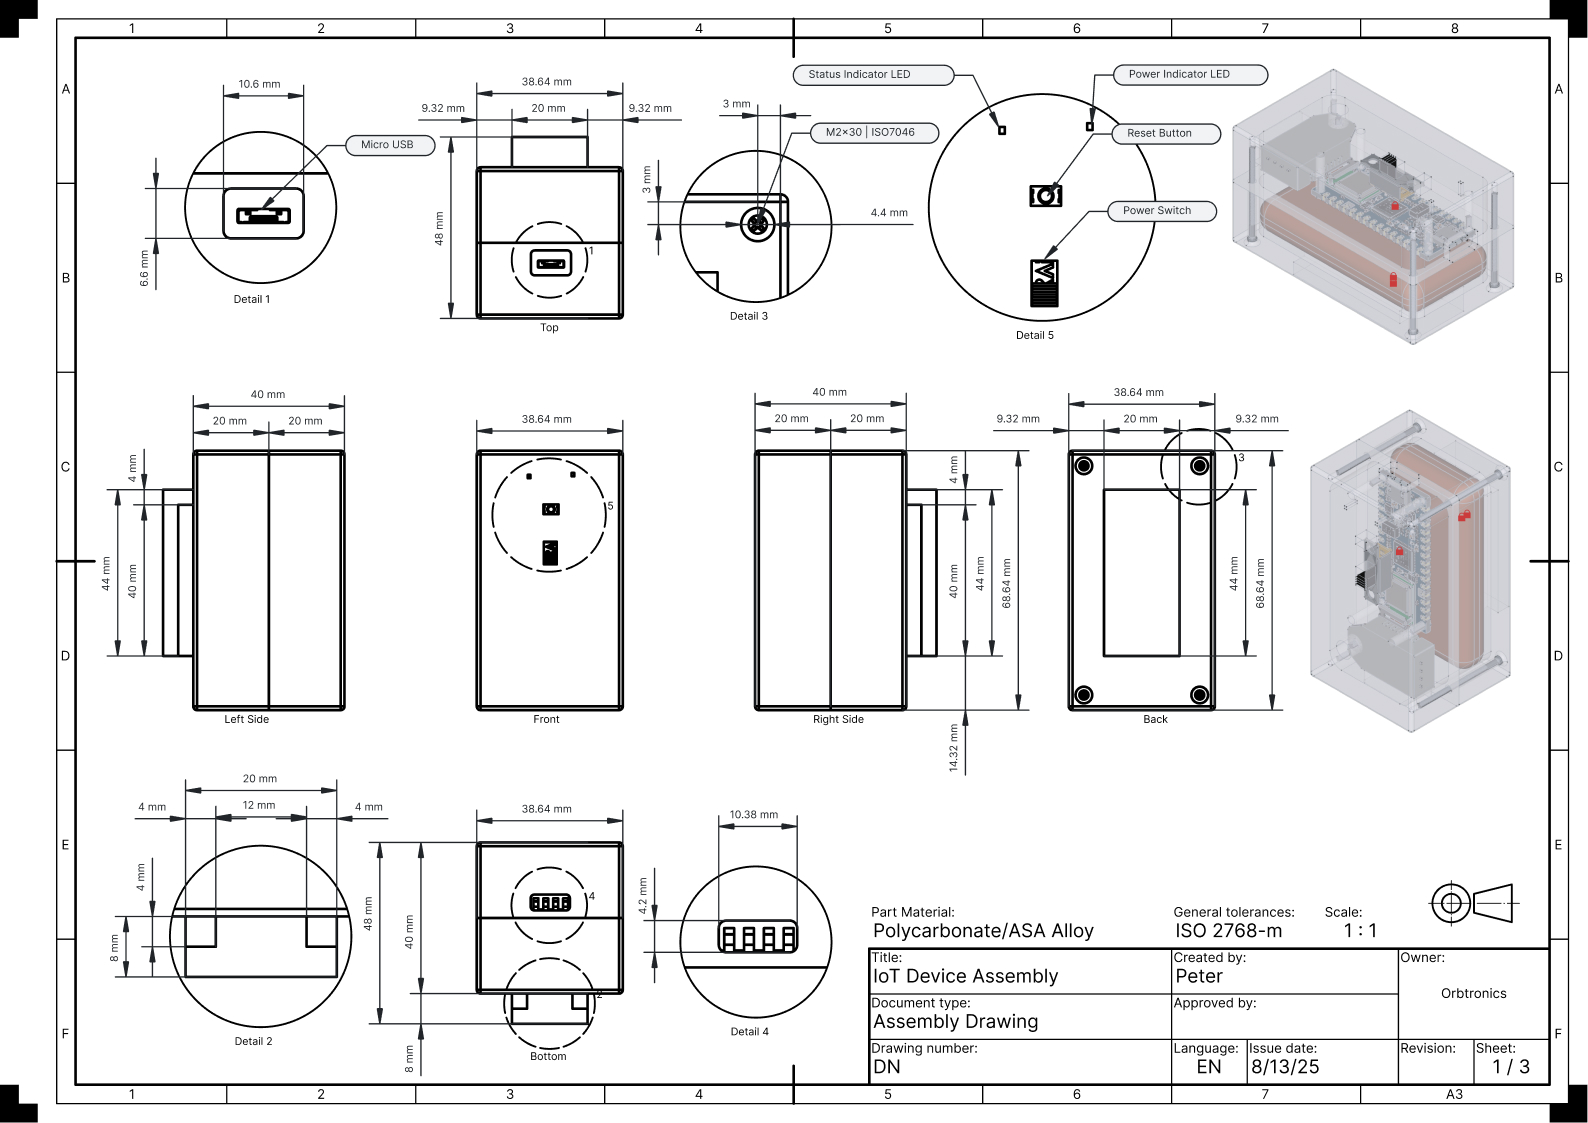 1 2 3 4 5 6 7 8
A A
B B
C C
D D
E E
F F
10.6 mm
Micro USB
6.6 mm
Detail 1
38.64 mm
9.32 mm 20 mm 9.32 mm
48 mm
1
Top
3 mm
M2×30 | ISO7046
3 mm
4.4 mm
Detail 3
Status Indicator LED
Power Indicator LED
Reset Button
Power Switch
Detail 5
40 mm
20 mm 20 mm
4 mm
44 mm
40 mm
Left Side
38.64 mm
5
Front
40 mm
20 mm 20 mm
4 mm
40 mm
44 mm
68.64 mm
14.32 mm
Right Side
38.64 mm
9.32 mm 20 mm 9.32 mm
3
44 mm
68.64 mm
Back
20 mm
4 mm 12 mm 4 mm
4 mm
8 mm
Detail 2
38.64 mm
48 mm
40 mm
8 mm
4
2
Bottom
10.38 mm
4.2 mm
Detail 4
Part Material:
Polycarbonate/ASA Alloy
General tolerances:
ISO 2768-m
Scale:
1 : 1
Title:
IoT Device Assembly
Created by:
Peter
Owner:
Orbtronics
Document type:
Assembly Drawing
Approved by:
Drawing number:
DN
Language:
EN
Issue date:
8/13/25
Revision:
Sheet:
1 / 3
1 2 3 4 5 6 7 A3